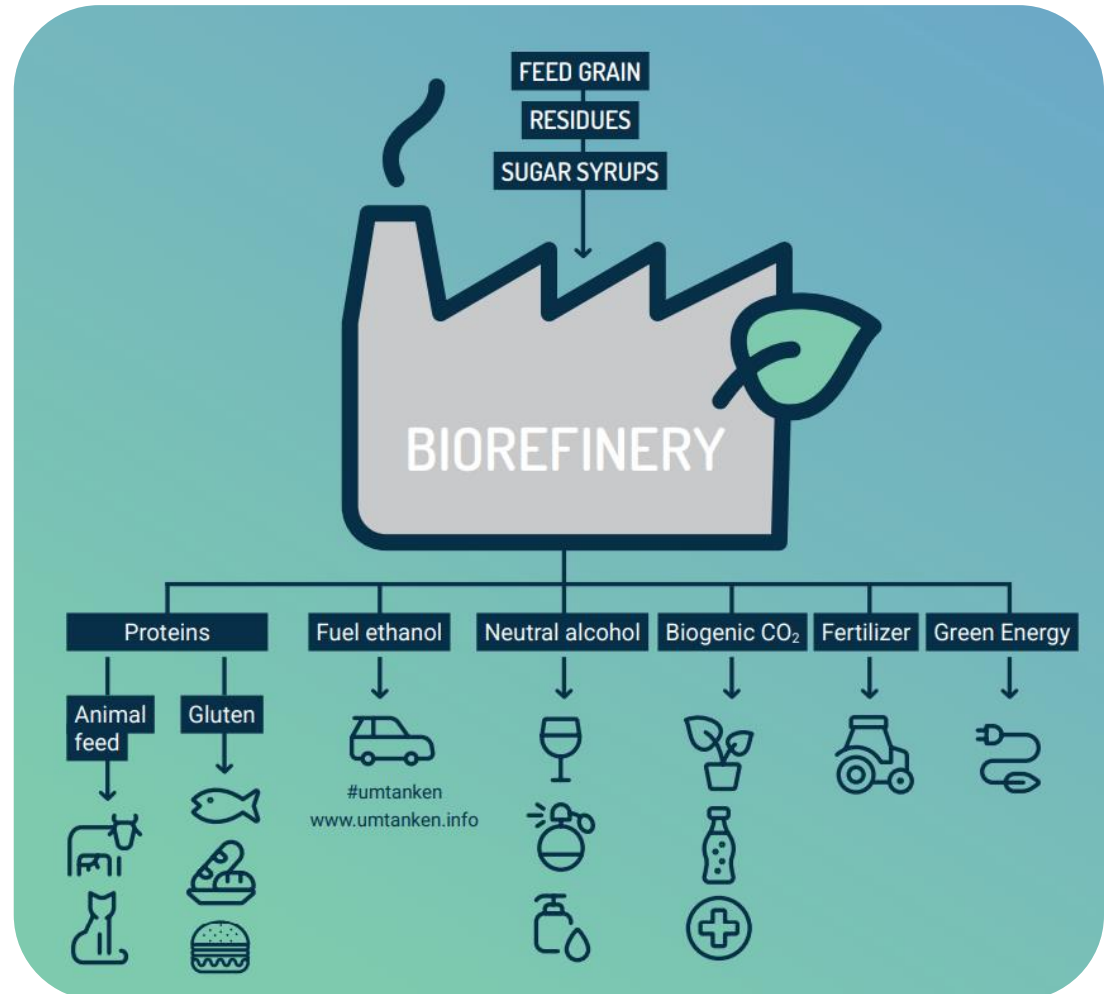 FEED GRAIN
RESIDUES
SUGAR SYRUPS
BIOREFINERY
Proteins
Fuel ethanol
Neutral alcohol
Biogenic CO₂
Fertilizer
Green Energy
Animal
feed
Gluten
#umtanken
www.umtanken.info